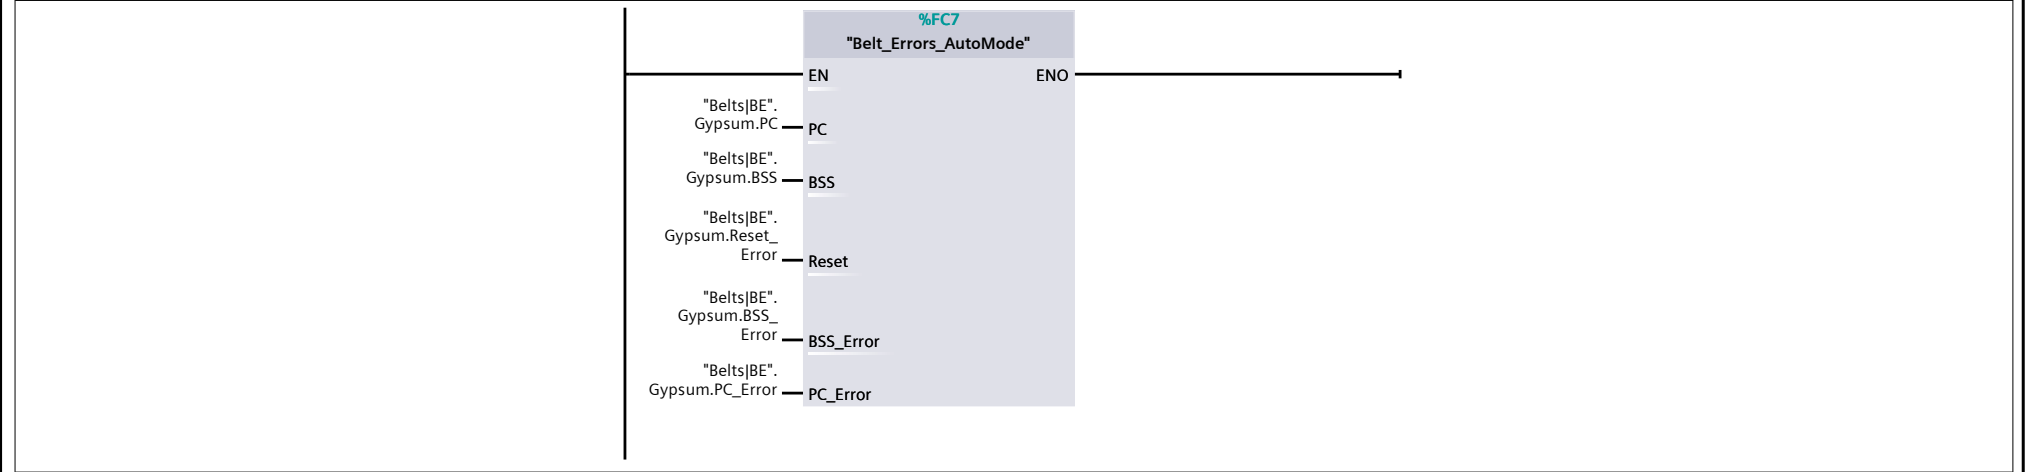 %FC7
"Belt_Errors_AutoMode"
EN ENO
"Belts|BE".
Gypsum.PC
PC
"Belts|BE".
Gypsum.BSS
BSS
"Belts|BE".
Gypsum.Reset_
Error
Reset
"Belts|BE".
Gypsum.BSS_
Error
BSS_Error
"Belts|BE".
Gypsum.PC_Error
PC_Error